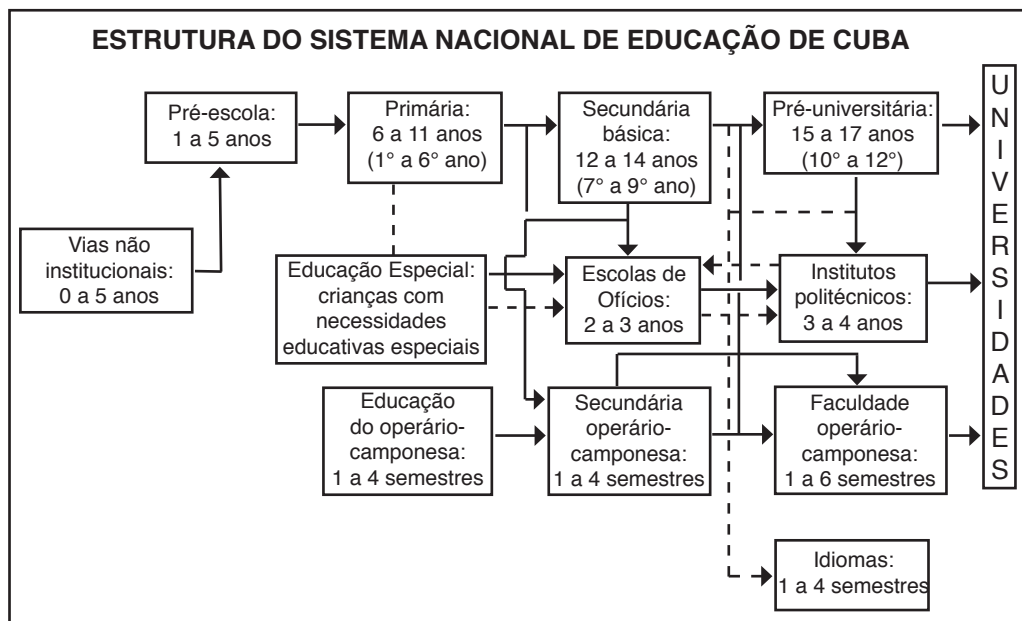 ESTRUTURA DO SISTEMA NACIONAL DE EDUCAÇÃO DE CUBA
Pré-escola:
1 a 5 anos
Primária:
6 a 11 anos
(1° a 6° ano)
Secundária
básica:
12 a 14 anos
(7° a 9° ano)
Pré-universitária:
15 a 17 anos
(10° a 12°)
UNIVERSIDADES
Vias não
institucionais:
0 a 5 anos
Educação Especial:
crianças com
necessidades
educativas especiais
Escolas de
Ofícios:
2 a 3 anos
Institutos
politécnicos:
3 a 4 anos
Educação
do operário-
camponesa:
1 a 4 semestres
Secundária
operário-
camponesa:
1 a 4 semestres
Faculdade
operário-
camponesa:
1 a 6 semestres
Idiomas:
1 a 4 semestres